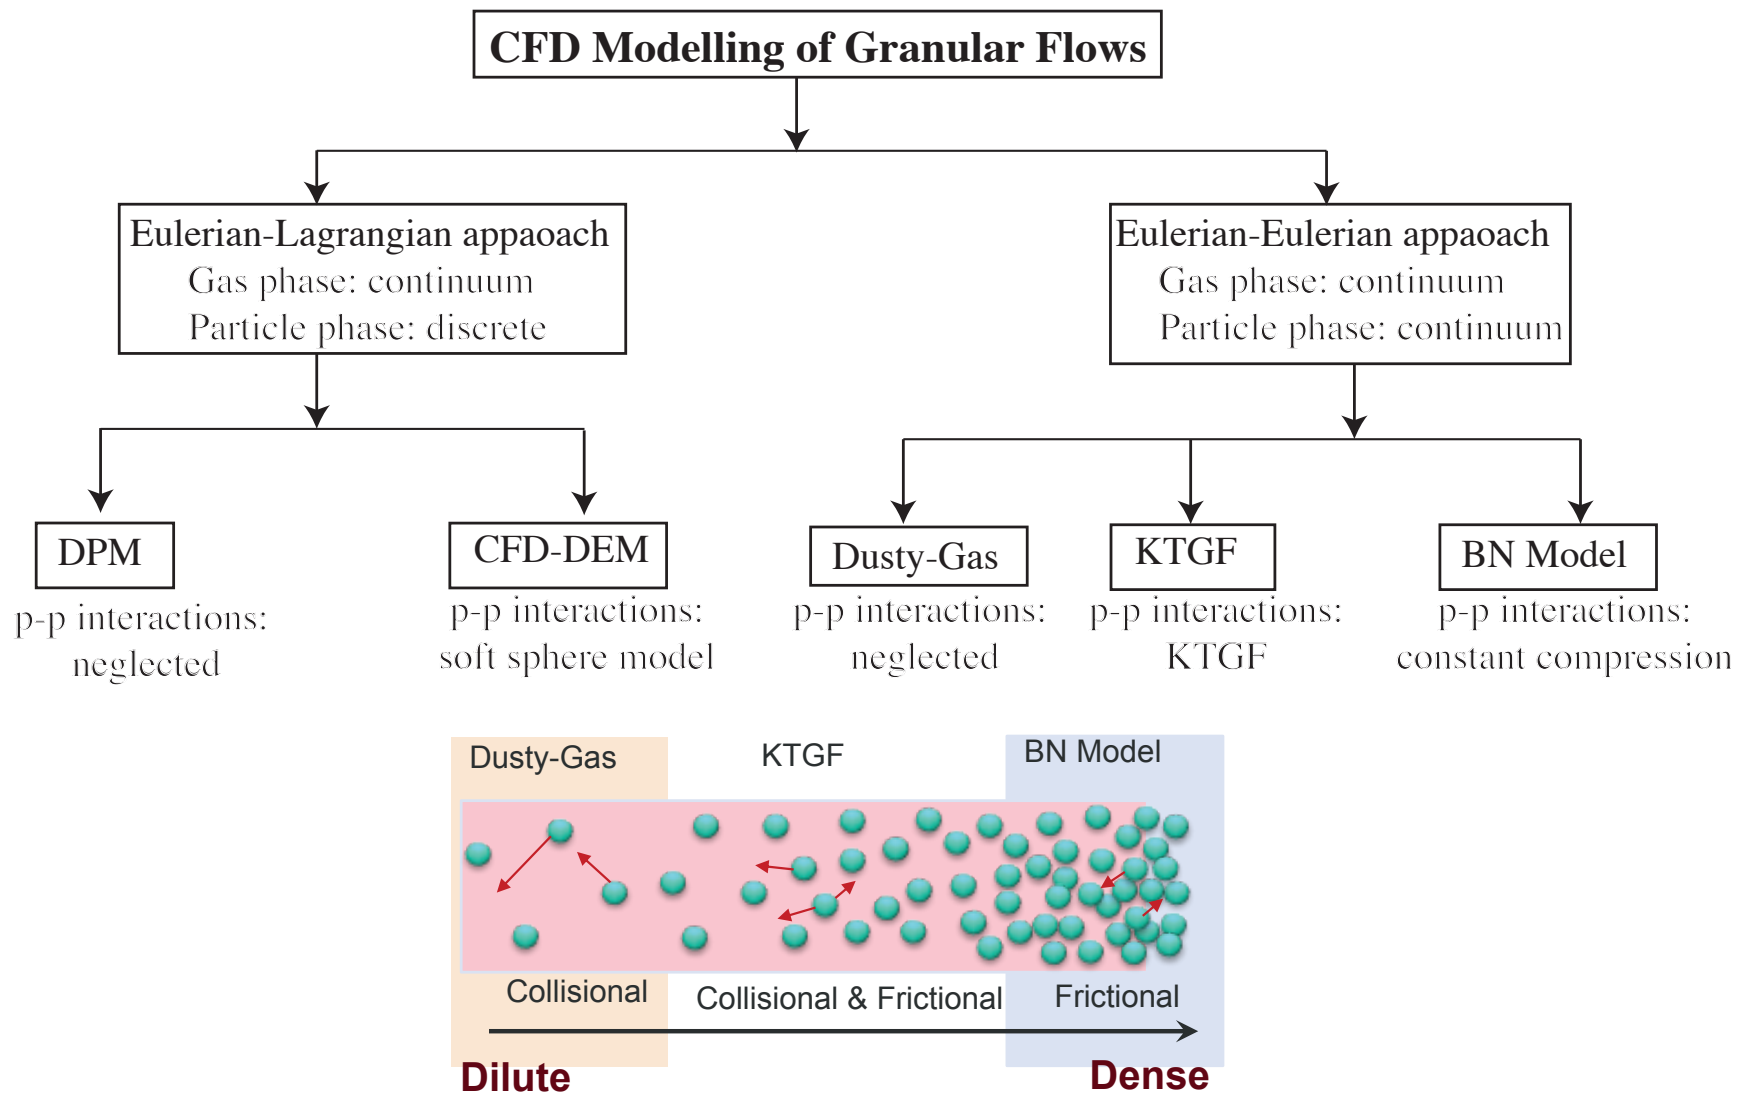 CFD Modelling of Granular Flows
Eulerian-Lagrangian appaoach
Gas phase: continuum
Particle phase: discrete
Eulerian-Eulerian appaoach
Gas phase: continuum
Particle phase: continuum
DPM
p-p interactions:
neglected
CFD-DEM
p-p interactions:
soft sphere model
Dusty-Gas
p-p interactions:
neglected
KTGF
p-p interactions:
KTGF
BN Model
p-p interactions:
constant compression
Dusty-Gas
KTGF
BN Model
Collisional
Collisional & Frictional
Frictional
Dilute
Dense